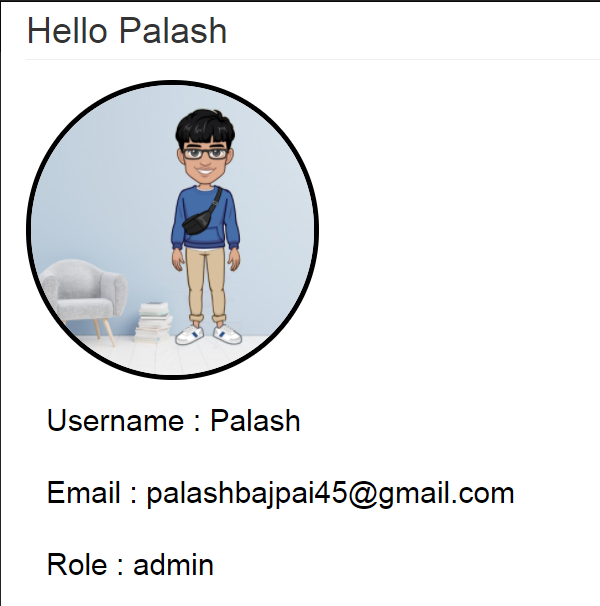 Hello Palash
Username : Palash
Email : palashbajpai45@gmail.com
Role : admin